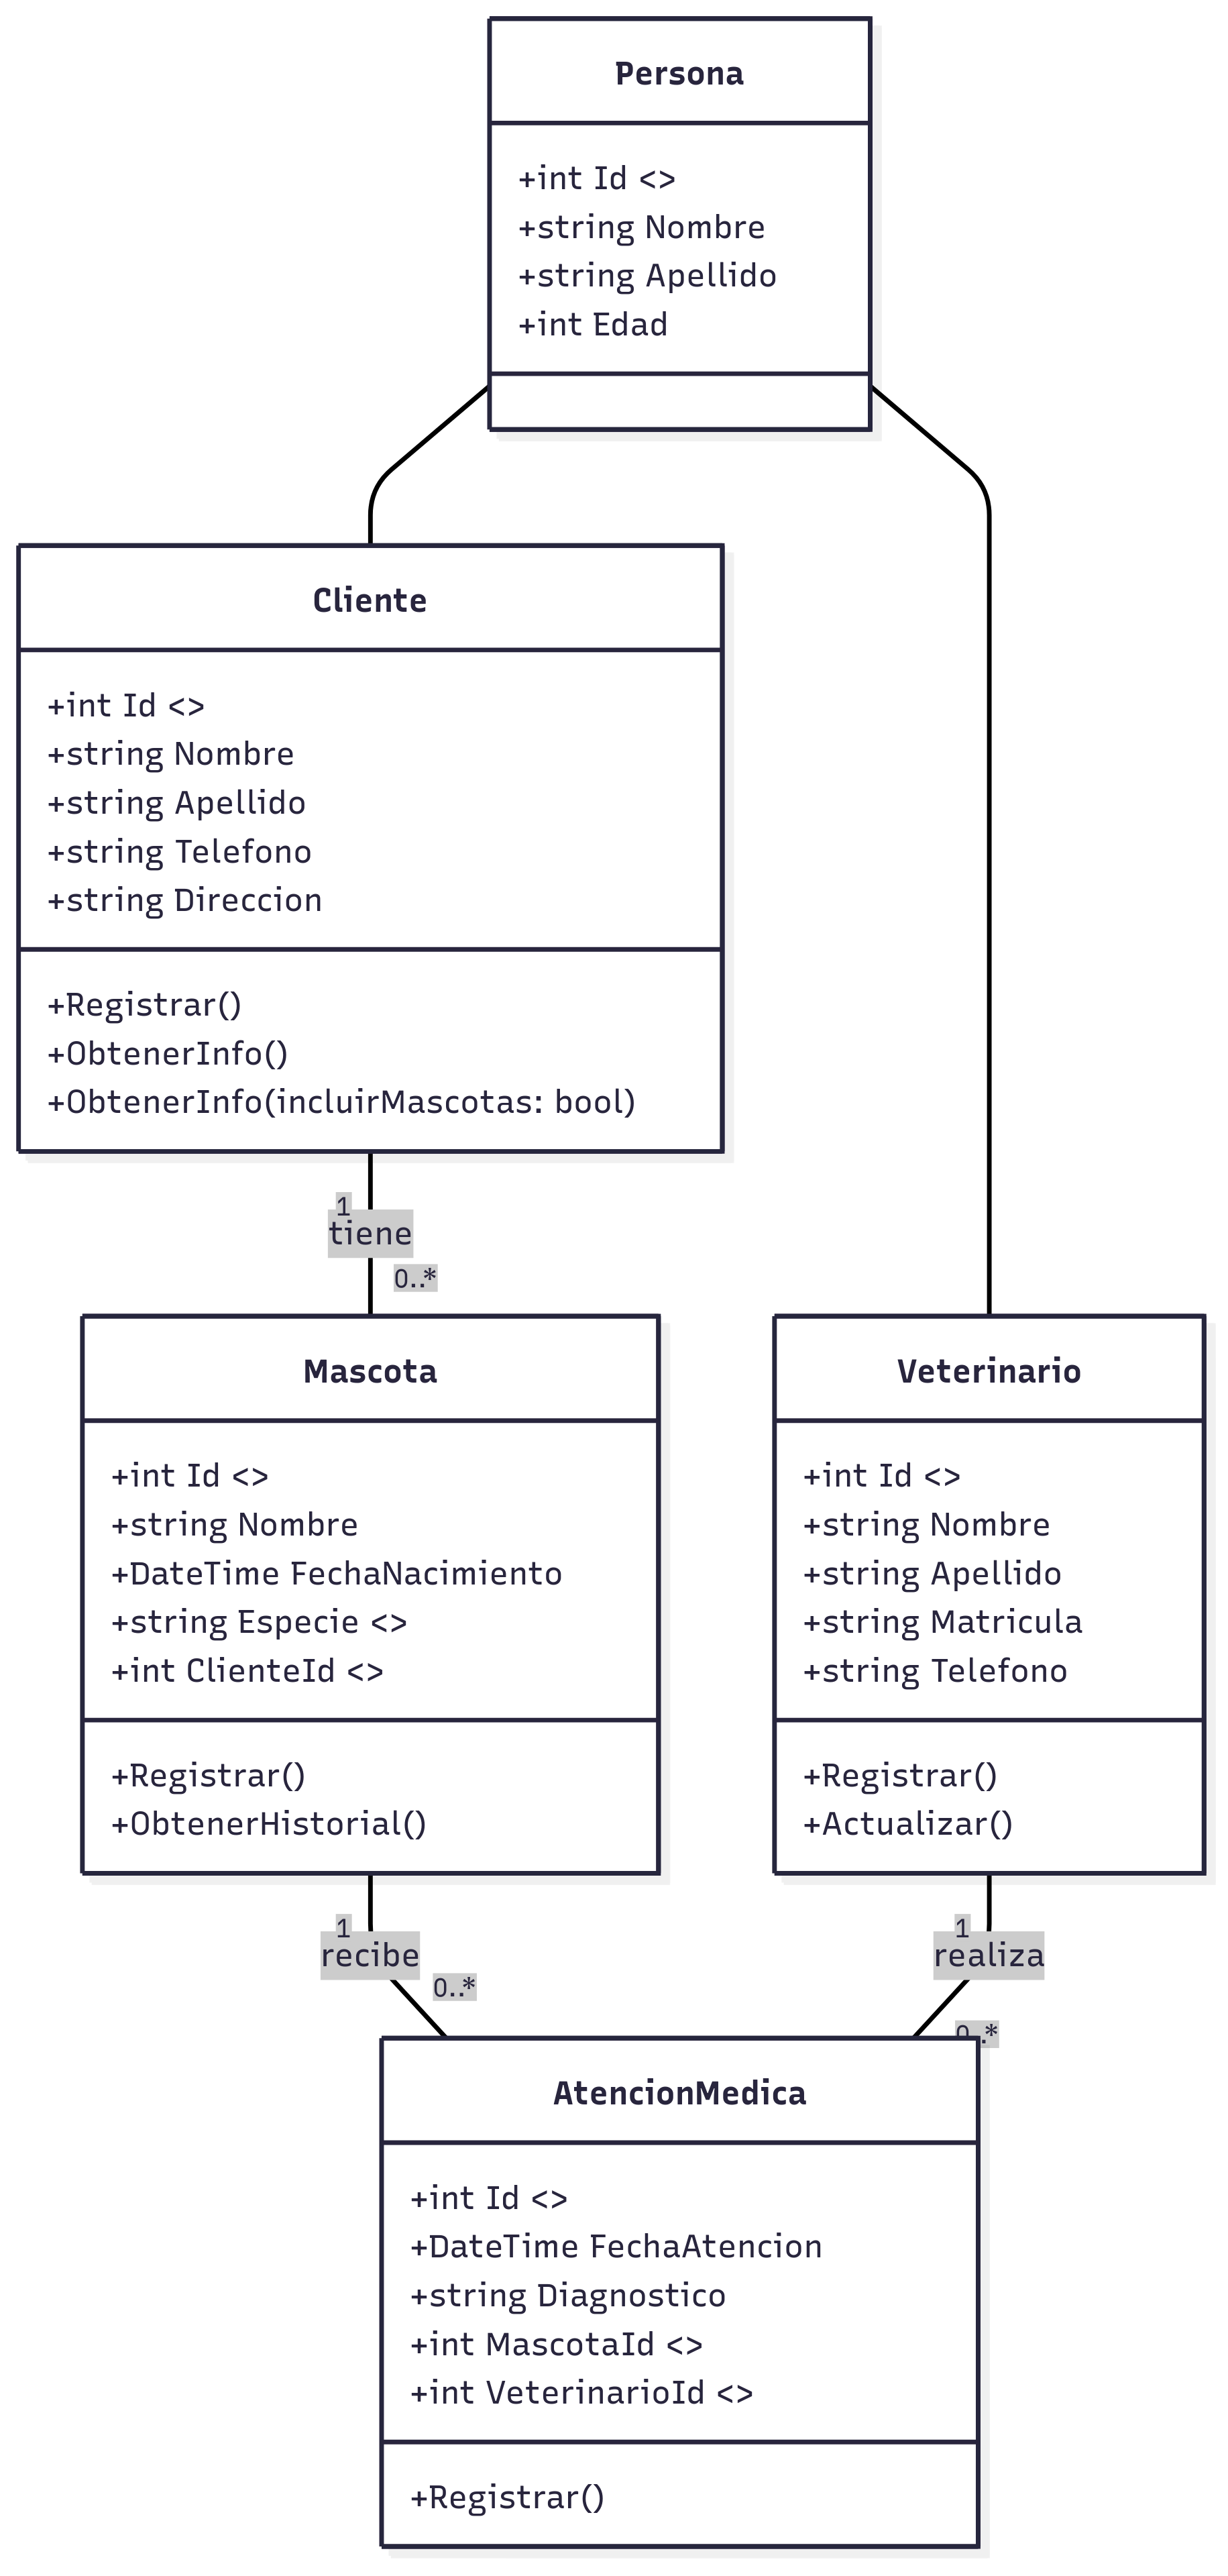 Persona
+int Id <>
+string Nombre
+string Apellido
+int Edad
Cliente
+int Id <>
+string Nombre
+string Apellido
+string Telefono
+string Direccion
+Registrar()
+ObtenerInfo()
+ObtenerInfo(incluirMascotas: bool)
1
tiene
0..*
Mascota
+int Id <>
+string Nombre
+DateTime FechaNacimiento
+string Especie <>
+int ClienteId <>
+Registrar()
+ObtenerHistorial()
Veterinario
+int Id <>
+string Nombre
+string Apellido
+string Matricula
+string Telefono
+Registrar()
+Actualizar()
1
recibe
0..*
1
realiza
0..*
AtencionMedica
+int Id <>
+DateTime FechaAtencion
+string Diagnostico
+int MascotaId <>
+int VeterinarioId <>
+Registrar()